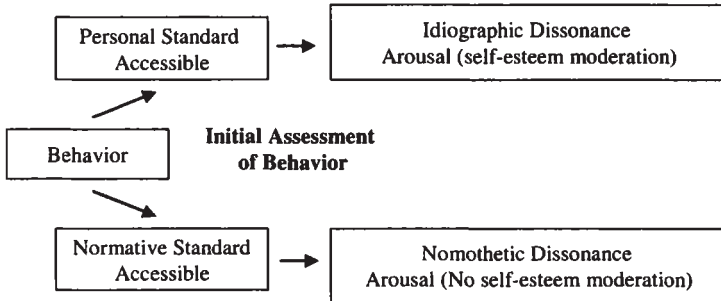 Personal Standard
Accessible
Idiographic Dissonance
Arousal (self-esteem moderation)
Behavior
Initial Assessment
of Behavior
Normative Standard
Accessible
Nomothetic Dissonance
Arousal (No self-esteem moderation)